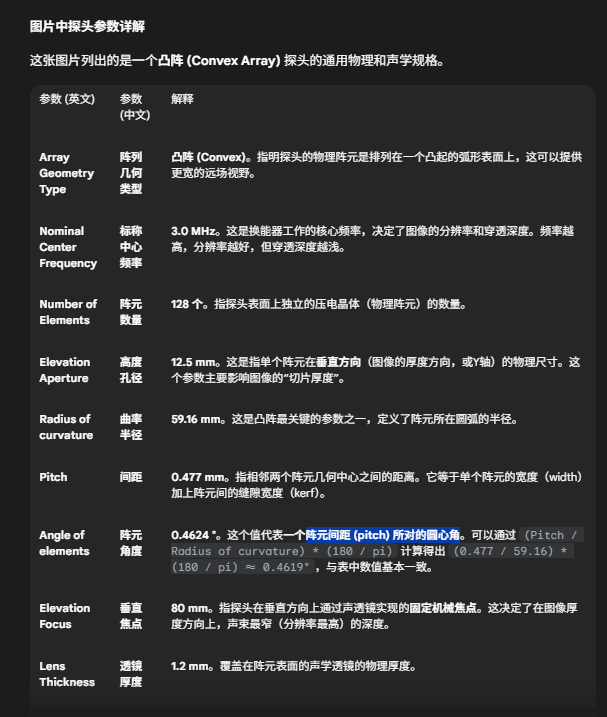 图片中探头参数详解
这张图片列出的是一个凸阵 (Convex Array) 探头的通用物理和声学规格。
参数 (英文)
参数
(中文)
解释
Array
Geometry
Type
阵列
几何
类型
凸阵 (Convex)。指明探头的物理阵元是排列在一个凸起的弧形表面上，这可以提供
更宽的远场视野。
Nominal
Center
Frequency
标称
中心
频率
3.0 MHz。这是换能器工作的核心频率，决定了图像的分辨率和穿透深度。频率越
高，分辨率越好，但穿透深度越浅。
Number of
Elements
阵元
数量
128 个。指探头表面上独立的压电晶体（物理阵元）的数量。
Elevation
Aperture
高度
孔径
12.5 mm。这是指单个阵元在垂直方向（图像的厚度方向，或Y轴）的物理尺寸。这
个参数主要影响图像的“切片厚度”。
Radius of
curvature
曲率
半径
59.16 mm。这是凸阵最关键的参数之一，定义了阵元所在圆弧的半径。
Pitch
间距
0.477 mm。指相邻两个阵元几何中心之间的距离。它等于单个阵元的宽度（width）
加上阵元间的缝隙宽度（kerf）。
Angle of
elements
阵元
角度
0.4624 °。这个值代表一个阵元间距 (pitch) 所对的圆心角。可以通过 (Pitch /
Radius of curvature) * (180 / pi) 计算得出 (0.477 / 59.16) *
(180 / pi) ≈ 0.4619°，与表中数值基本一致。
Elevation
Focus
垂直
焦点
80 mm。指探头在垂直方向上通过声透镜实现的固定机械焦点。这决定了在图像厚
度方向上，声束最窄（分辨率最高）的深度。
Lens
Thickness
透镜
厚度
1.2 mm。覆盖在阵元表面的声学透镜的物理厚度。